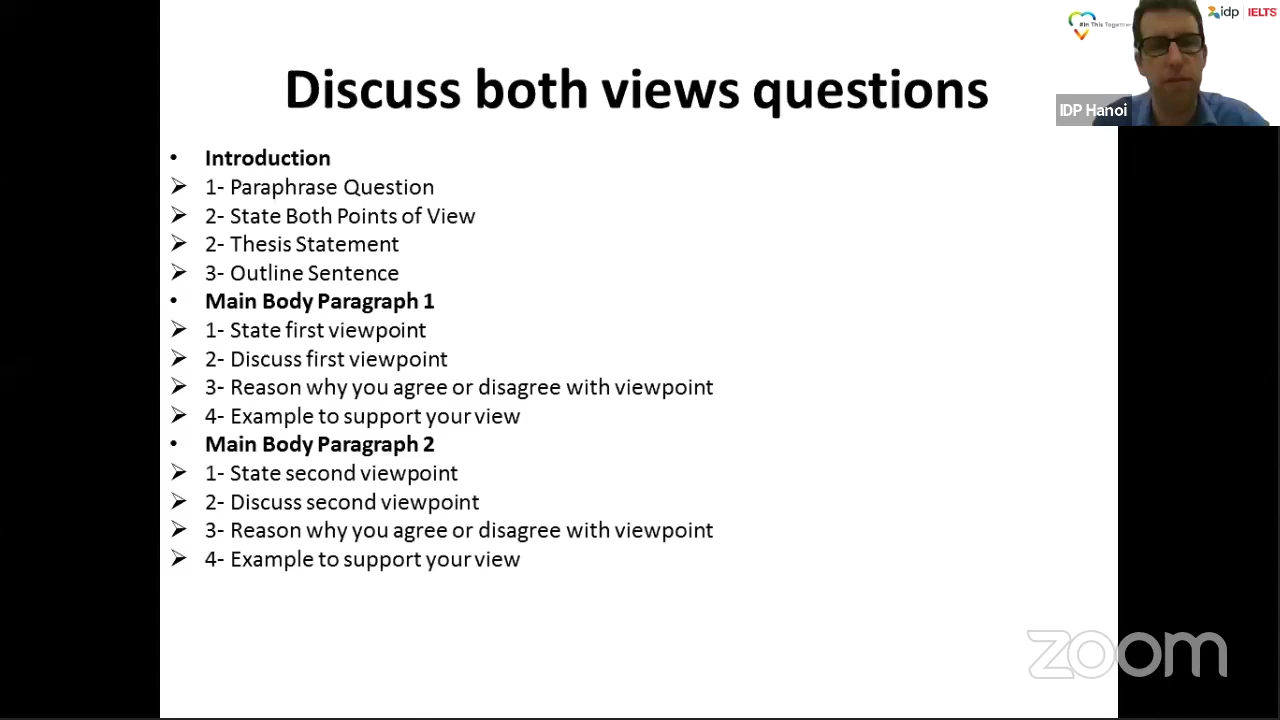 #In This Together
idp IELTS
Discuss both views questions
IDP Hanoi
• Introduction
➢ 1- Paraphrase Question
➢ 2- State Both Points of View
➢ 2- Thesis Statement
➢ 3- Outline Sentence
• Main Body Paragraph 1
➢ 1- State first viewpoint
➢ 2- Discuss first viewpoint
➢ 3- Reason why you agree or disagree with viewpoint
➢ 4- Example to support your view
• Main Body Paragraph 2
➢ 1- State second viewpoint
➢ 2- Discuss second viewpoint
➢ 3- Reason why you agree or disagree with viewpoint
➢ 4- Example to support your view
zoom